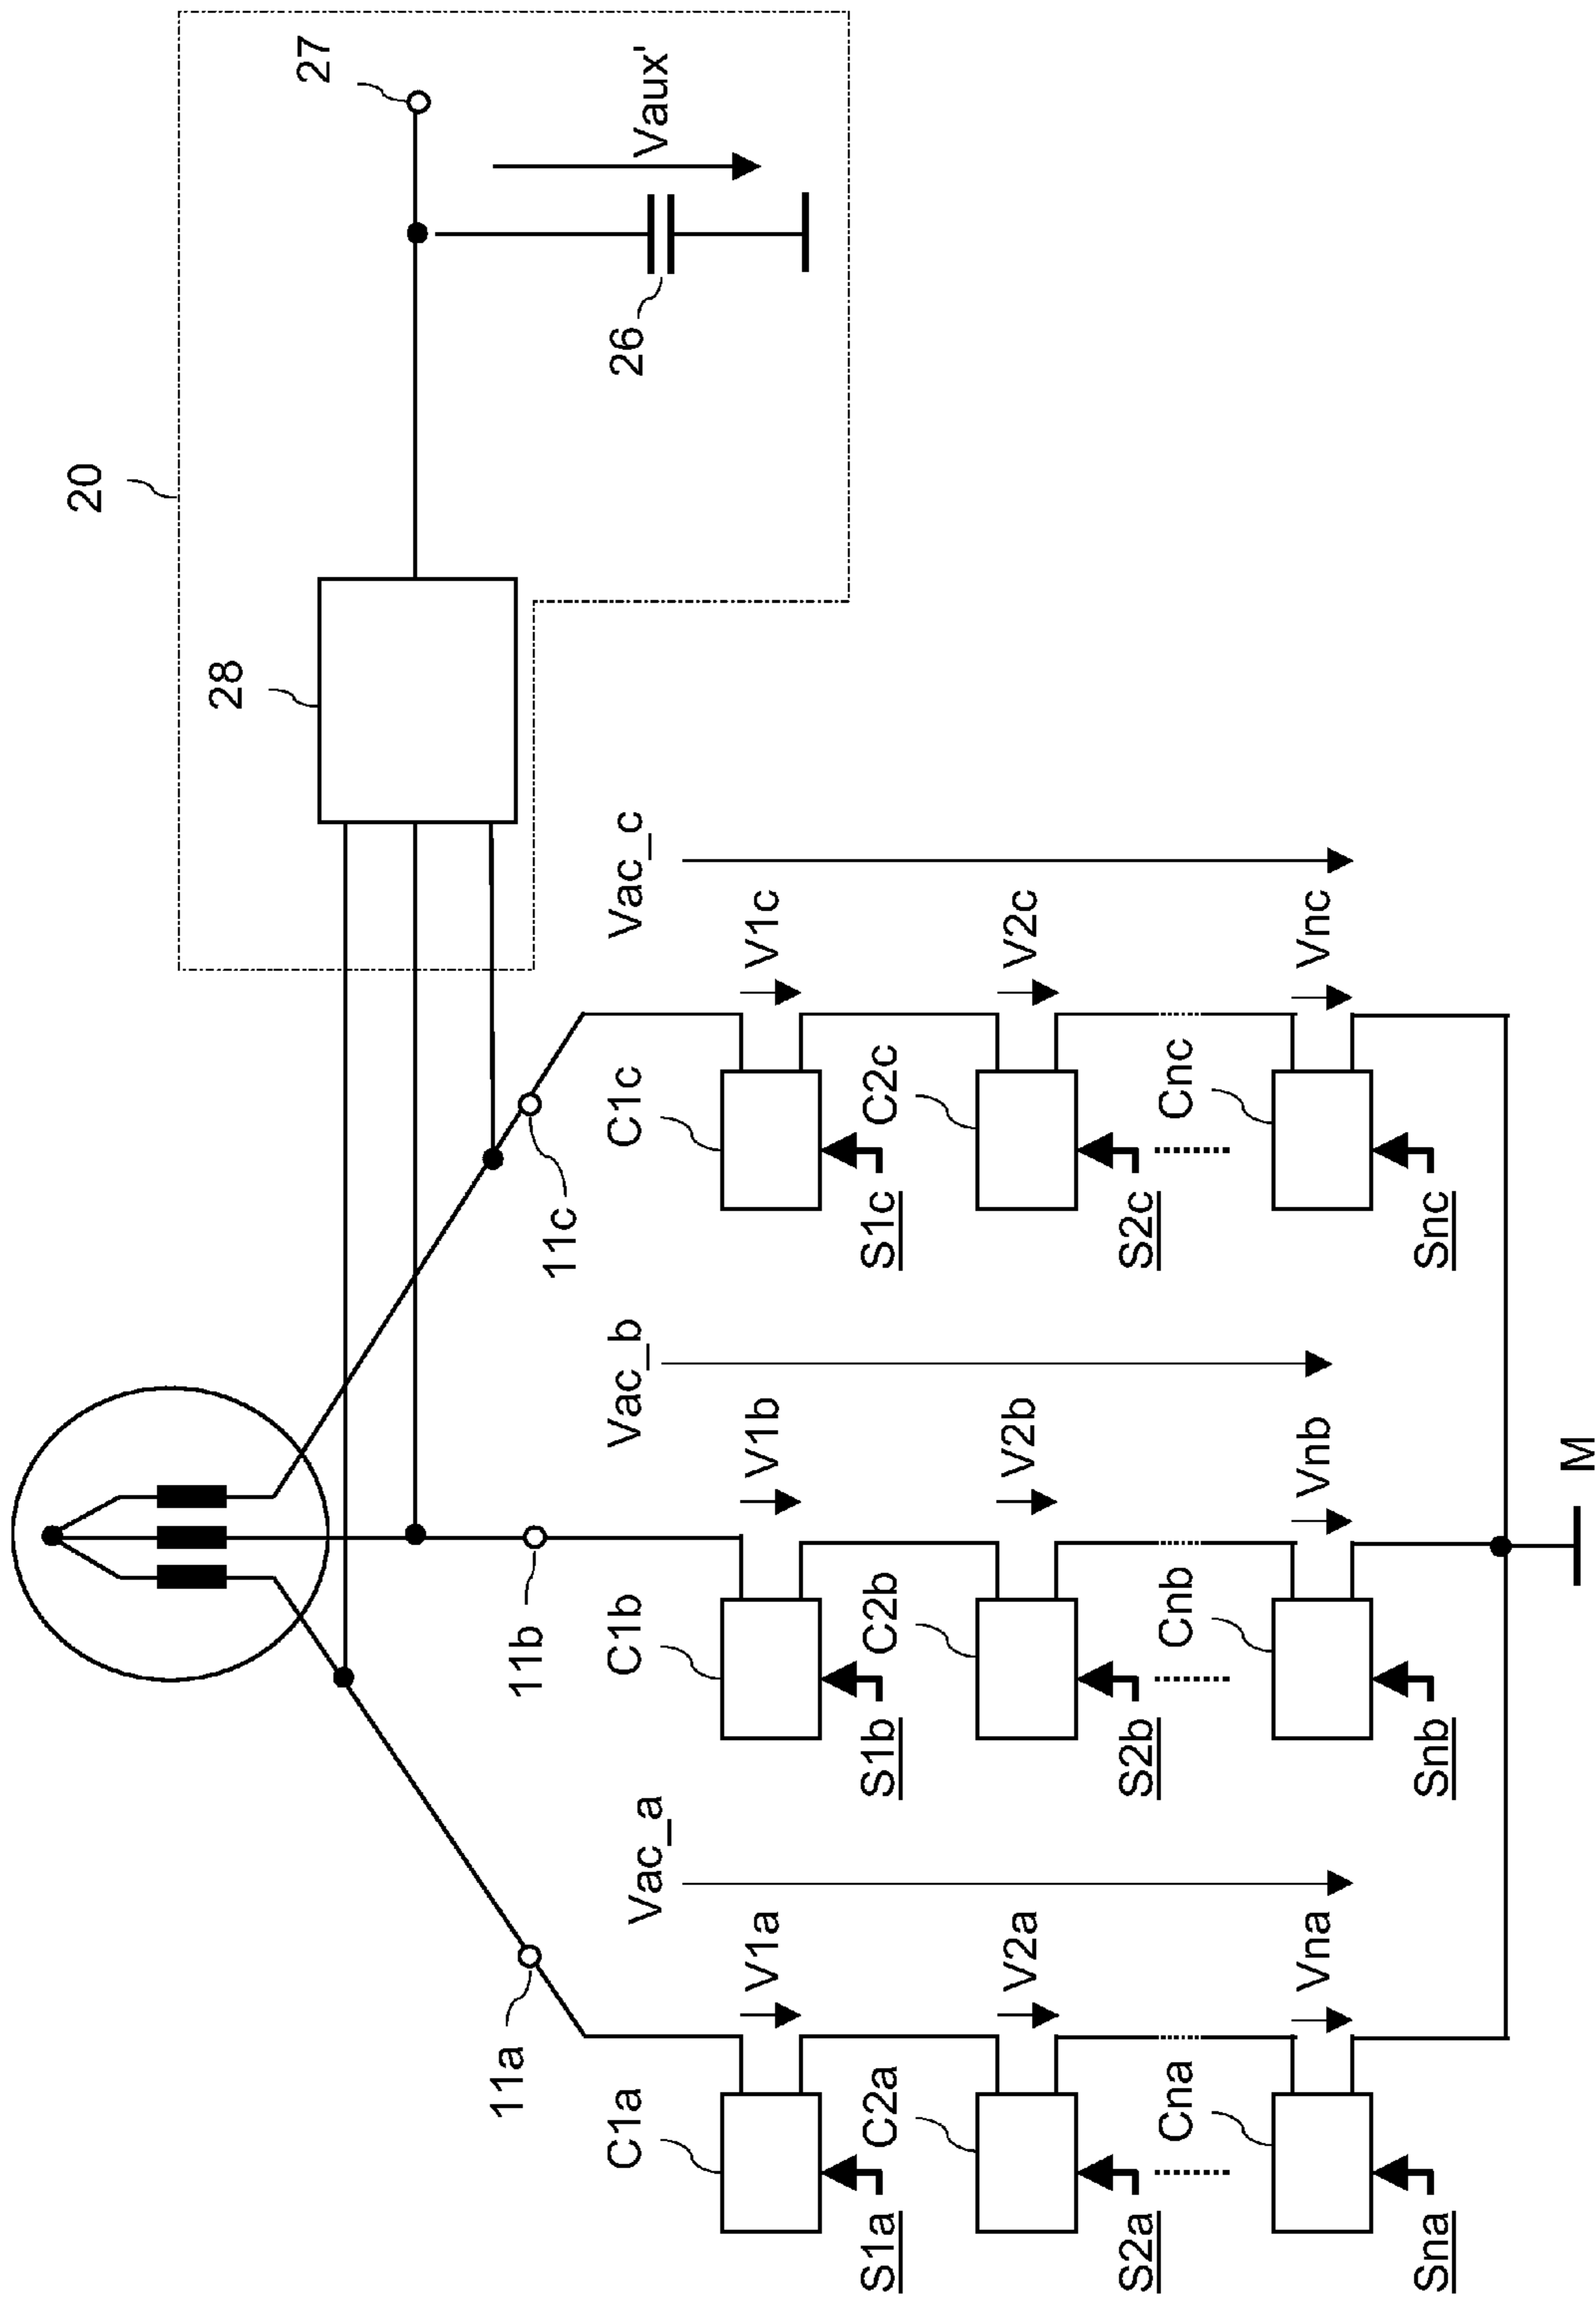 20
27
28
Vaux'
26
11a
11b
11c
Vac_a
Vac_b
Vac_c
C1a
V1a
C1b
V1b
C1c
V1c
S1a
S1b
S1c
C2a
V2a
C2b
V2b
C2c
V2c
S2a
S2b
S2c
Cna
Vna
Cnb
Vnb
Cnc
Vnc
Sna
Snb
Snc
M